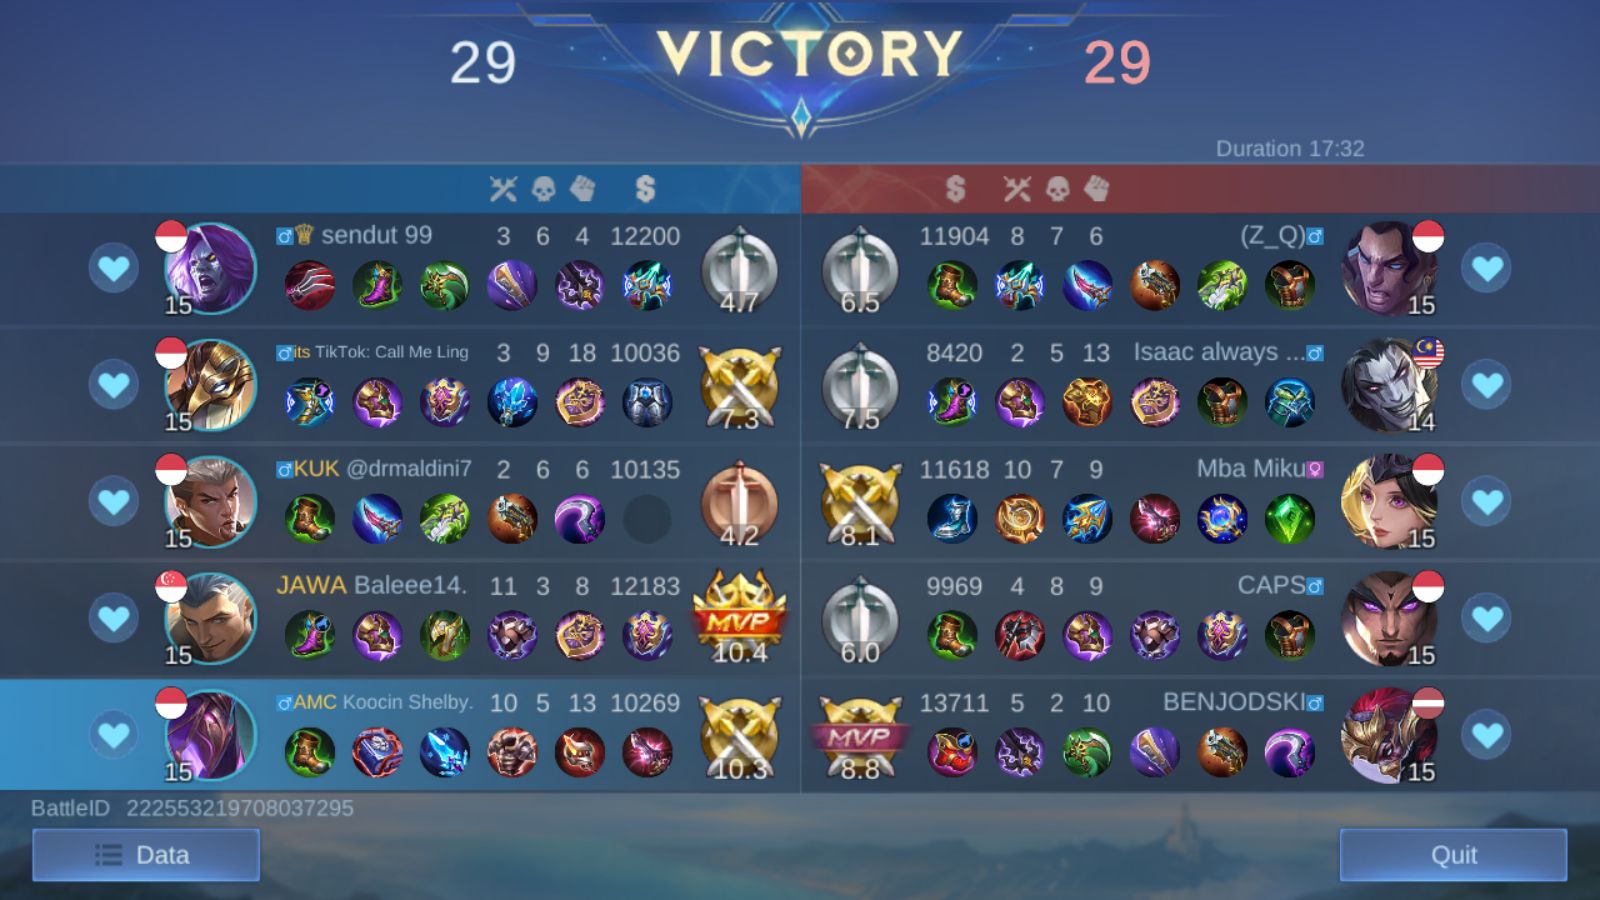 29 VICTORY 29
Duration 17:32
sendut 99 3 6 4 12200 4.7 15
6.5 11904 8 7 6 (Z_Q) 15
its TikTok: Call Me Ling 3 9 18 10036 7.3 15
7.5 8420 2 5 13 Isaac always ... 14
KUK @drmaldini7 2 6 6 10135 4.2 15
8.1 11618 10 7 9 Mba Miku 15
JAWA Baleee14. 11 3 8 12183 MVP 10.4 15
6.0 9969 4 8 9 CAPS 15
AMC Koocin Shelby. 10 5 13 10269 10.3 15
MVP 8.8 13711 5 2 10 BENJODSKI 15
BattleID 222553219708037295
Data
Quit